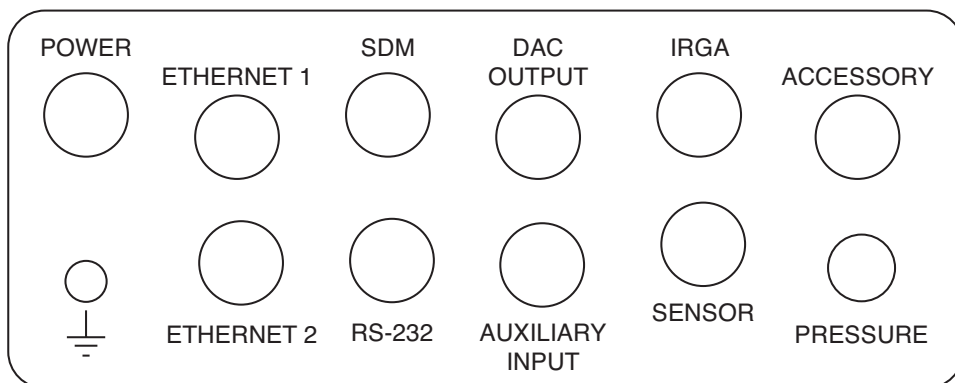 POWER
ETHERNET 1
SDM
DAC
OUTPUT
IRGA
ACCESSORY
ETHERNET 2
RS-232
AUXILIARY
INPUT
SENSOR
PRESSURE